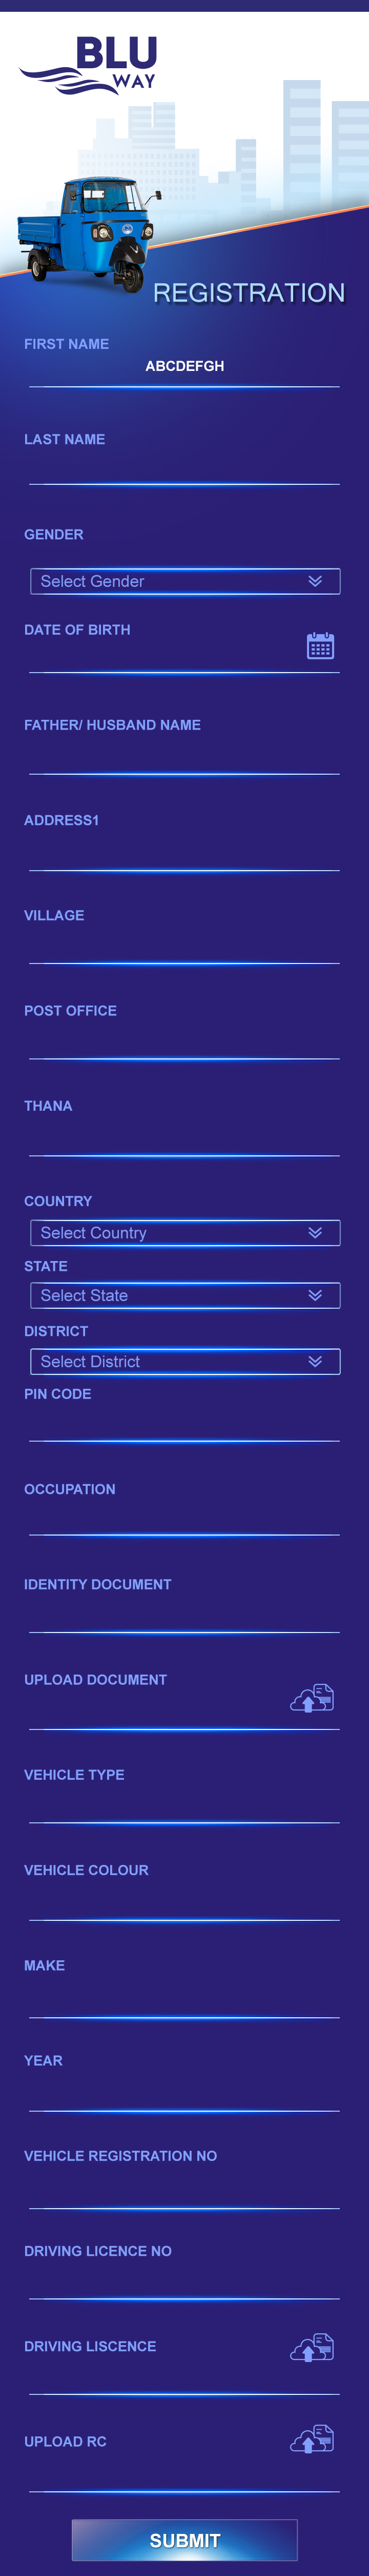 BLU
WAY
REGISTRATION
FIRST NAME
ABCDEFGH
LAST NAME
GENDER
Select Gender
DATE OF BIRTH
FATHER/ HUSBAND NAME
ADDRESS1
VILLAGE
POST OFFICE
THANA
COUNTRY
Select Country
STATE
Select State
DISTRICT
Select District
PIN CODE
OCCUPATION
IDENTITY DOCUMENT
UPLOAD DOCUMENT
VEHICLE TYPE
VEHICLE COLOUR
MAKE
YEAR
VEHICLE REGISTRATION NO
DRIVING LICENCE NO
DRIVING LISCENCE
UPLOAD RC
SUBMIT